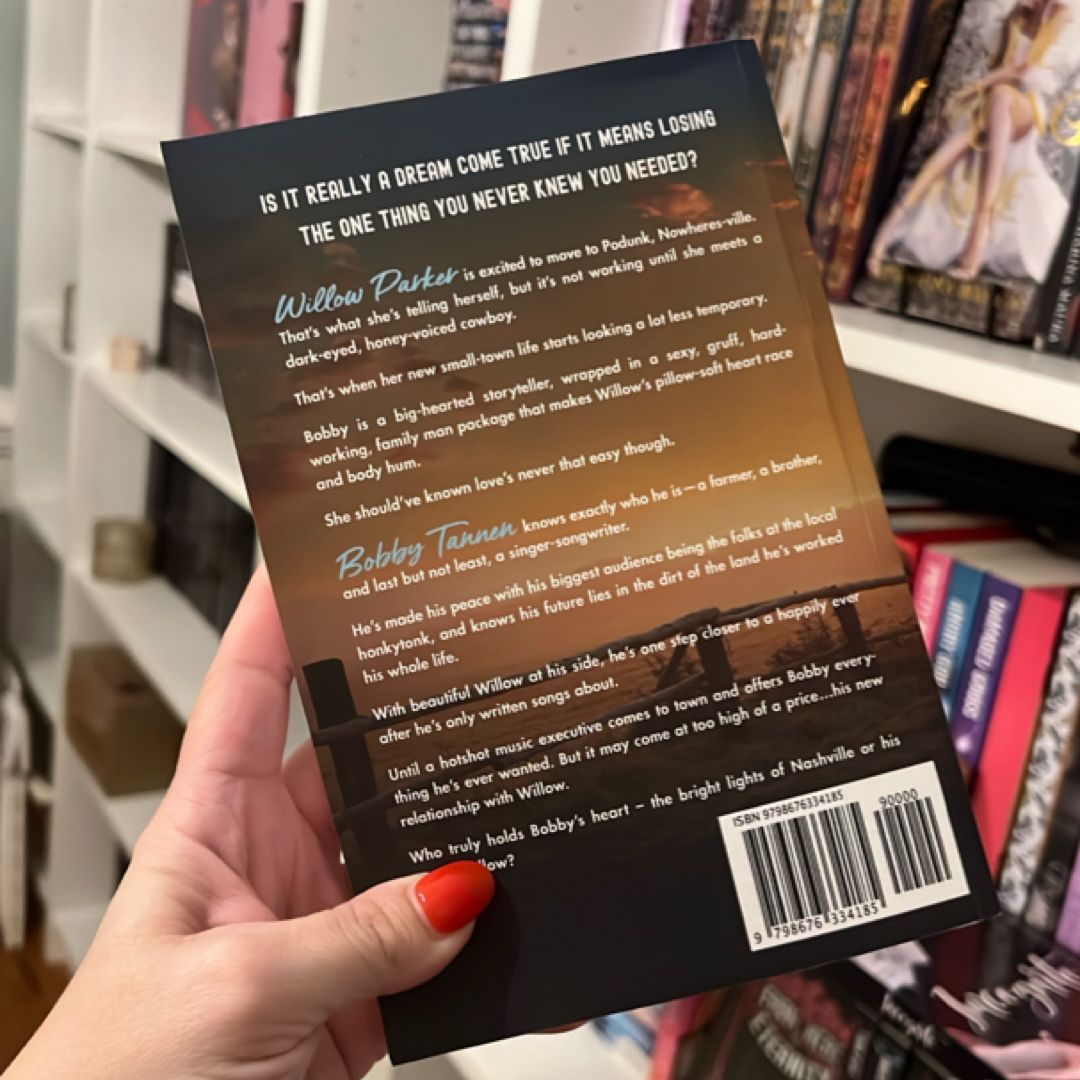 IS IT REALLY A DREAM COME TRUE IF IT MEANS LOSING
THE ONE THING YOU NEVER KNEW YOU NEEDED?
Willow Parker is excited to move to Podunk, Nowheres-ville.
That's what she's telling herself, but it's not working until she meets a
dark-eyed, honey-voiced cowboy.
That's when her new small-town life starts looking a lot less temporary.
Bobby is a big-hearted storyteller, wrapped in a sexy, gruff, hard-
working, family man package that makes Willow's pillow-soft heart race
and body hum.
She should've known love's never that easy though.
Bobby Tannen knows exactly who he is—a farmer, a brother,
and last but not least, a singer-songwriter.
He's made his peace with his biggest audience being the folks at the local
honkytonk, and knows his future lies in the dirt of the land he's worked
his whole life.
With beautiful Willow at his side, he's one step closer to a happily ever
after he's only written songs about.
Until a hotshot music executive comes to town and offers Bobby every-
thing he's ever wanted. But it may come at too high of a price...his new
relationship with Willow.
Who truly holds Bobby's heart – the bright lights of Nashville or his
llow?
ISBN 9798676334185
90000
9 798676 334185